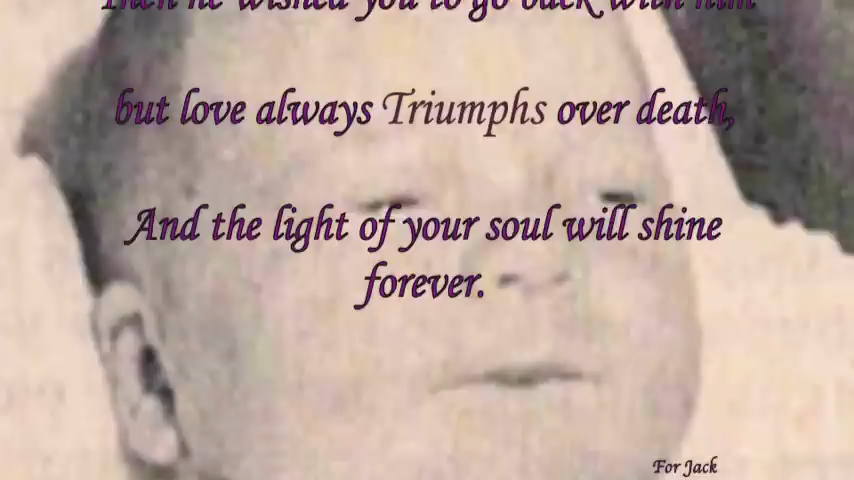 Then he wished you to go back with him
but love always Triumphs over death,
And the light of your soul will shine
forever.
For Jack